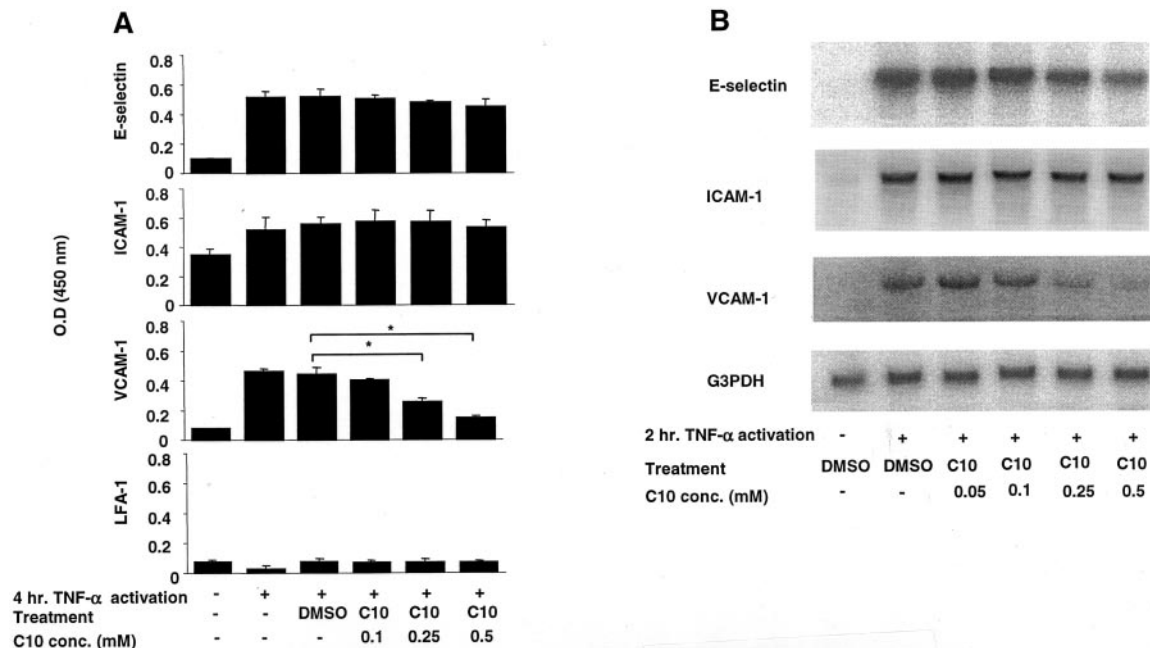 A
B
E-selectin
0.8
0.6
0.4
0.2
0
ICAM-1
0.8
0.6
0.4
0.2
0
O.D (450 nm)
VCAM-1
0.8
0.6
0.4
0.2
0
*
*
LFA-1
0.8
0.6
0.4
0.2
0
4 hr. TNF-α activation - + + + + +
Treatment - - DMSO C10 C10 C10
C10 conc. (mM) - - - 0.1 0.25 0.5
E-selectin
ICAM-1
VCAM-1
G3PDH
2 hr. TNF-α activation - + + + + +
Treatment DMSO DMSO C10 C10 C10 C10
C10 conc. (mM) - - 0.05 0.1 0.25 0.5